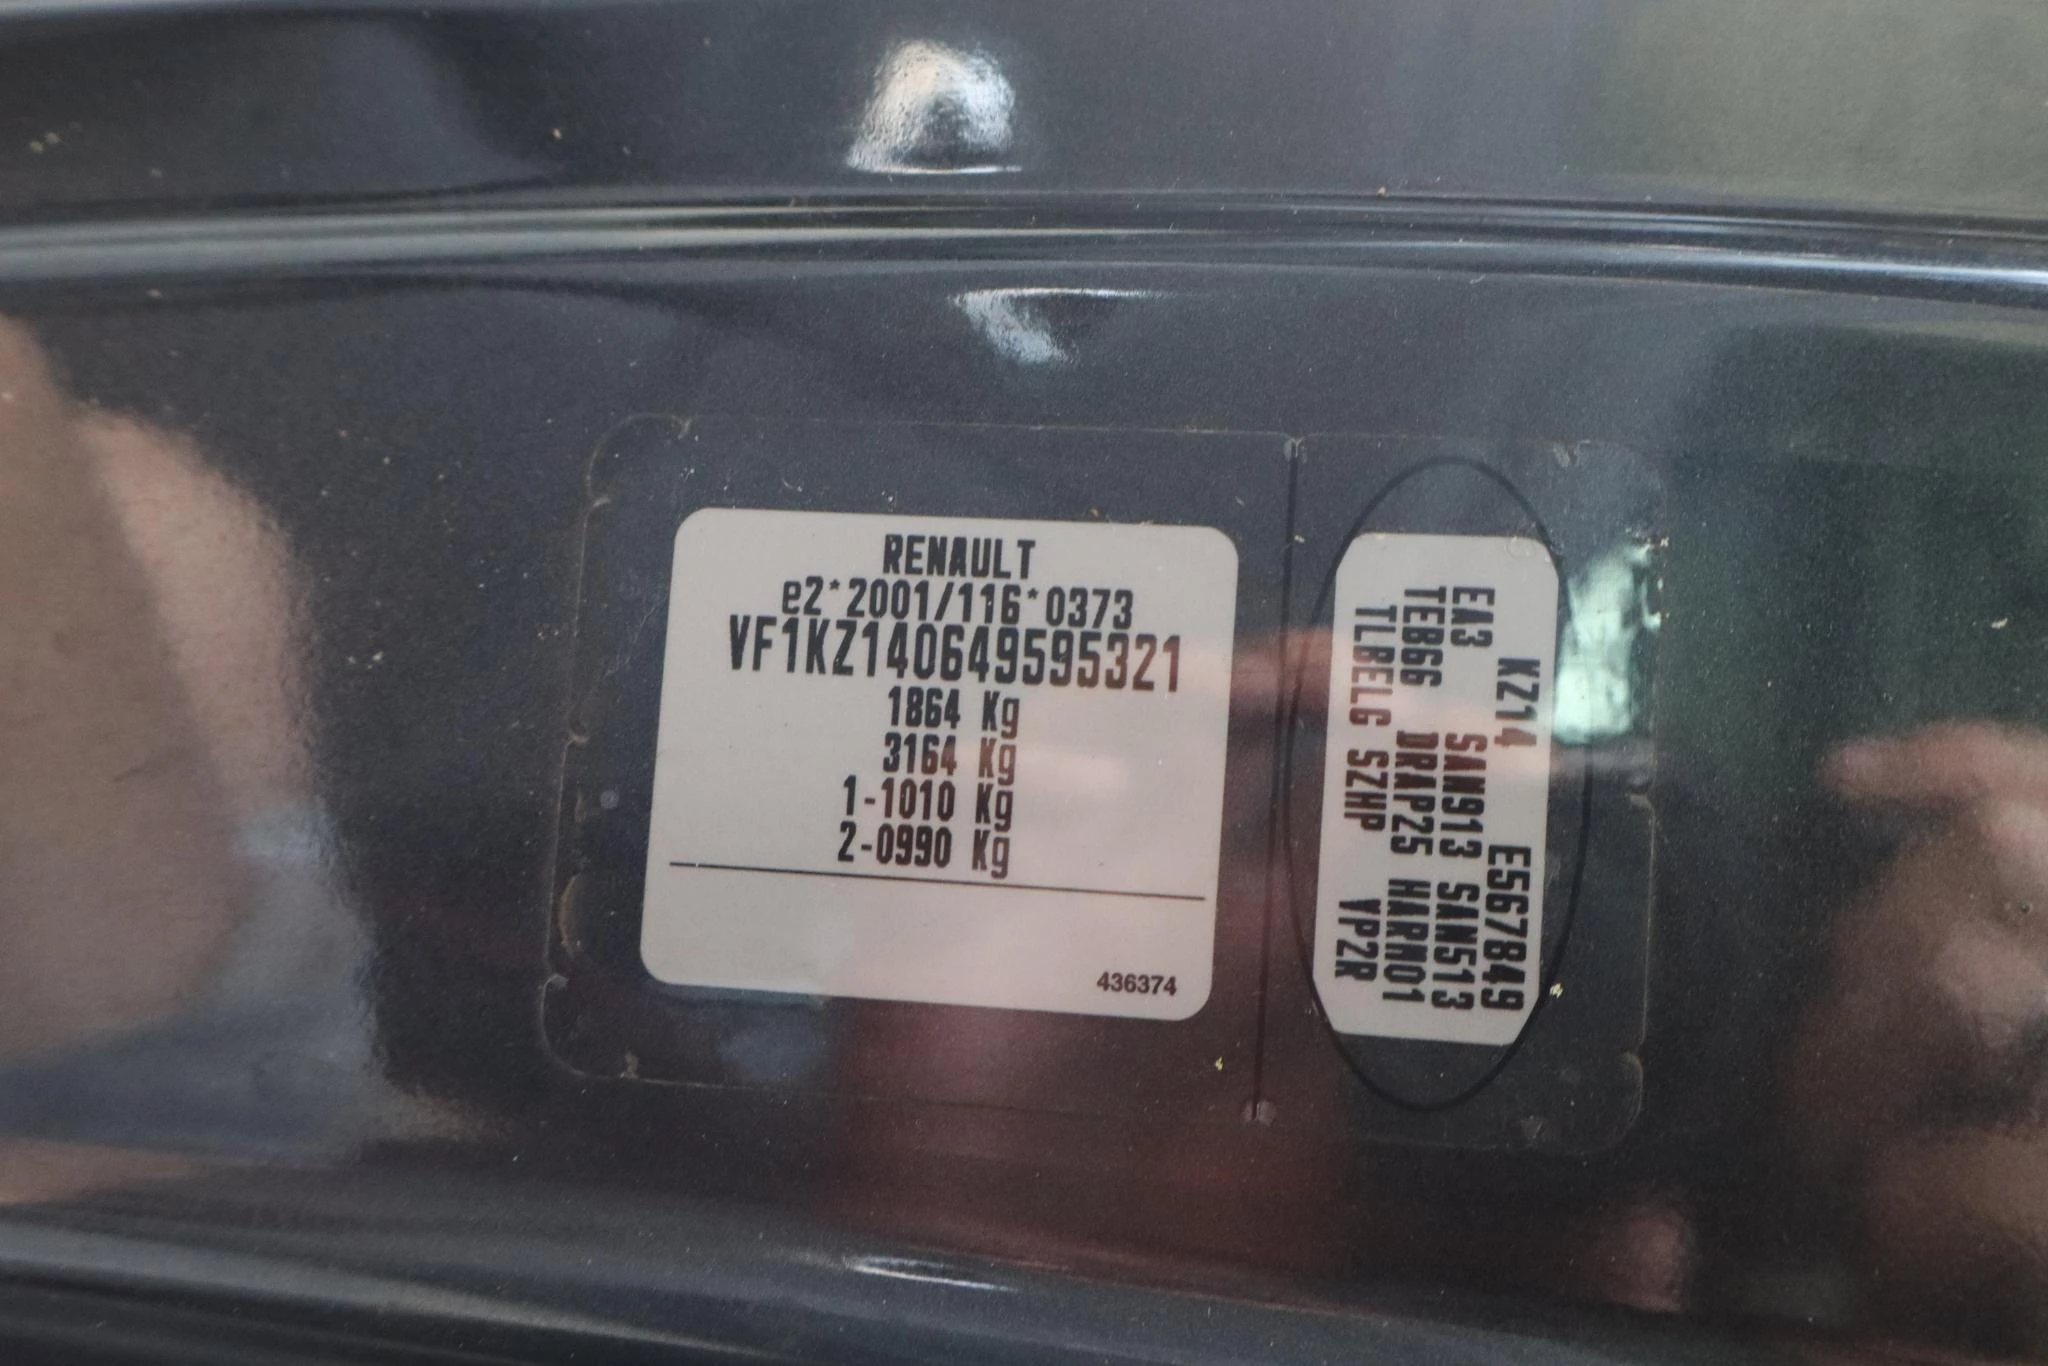 RENAULT
e2*2001/116*0373
VF1KZ140649595321
1864 Kg
3164 Kg
1-1010 Kg
2-0990 Kg
436374
KZ14 E567849
EA3 SAN913 SAN513
TEB66 DRAP25 HARM01
TLBELG SZHP VP2R